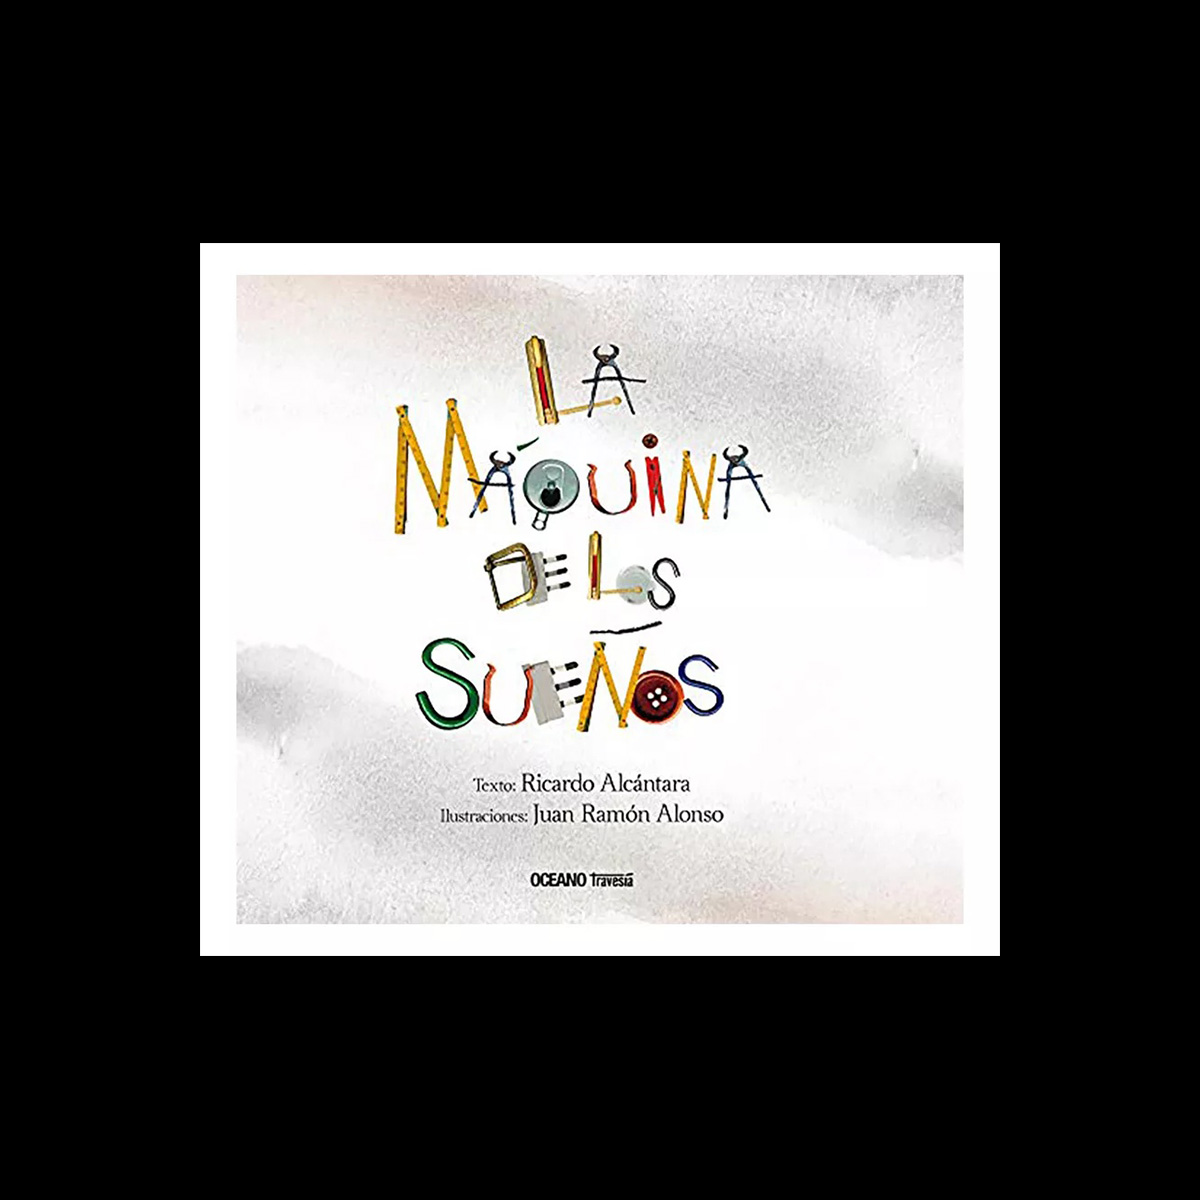 LA
MÁQUINA
DE LOS
SUEÑOS
Texto: Ricardo Alcántara
Ilustraciones: Juan Ramón Alonso
OCEANO Travesía